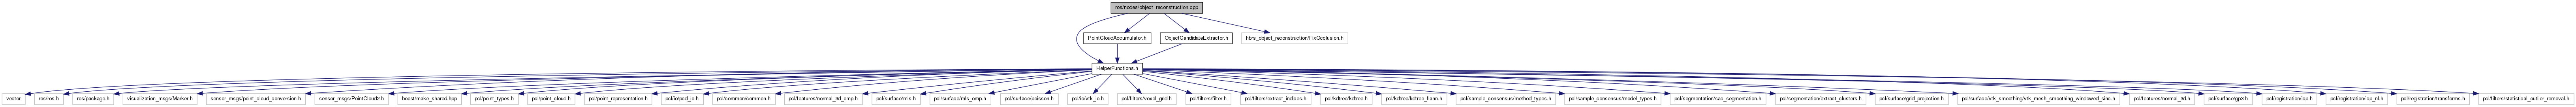 ros/nodes/object_reconstruction.cpp
PointCloudAccumulator.h
ObjectCandidateExtractor.h
hbrs_object_reconstruction/FixOcclusion.h
HelperFunctions.h
vector
ros/ros.h
ros/package.h
visualization_msgs/Marker.h
sensor_msgs/point_cloud_conversion.h
sensor_msgs/PointCloud2.h
boost/make_shared.hpp
pcl/point_types.h
pcl/point_cloud.h
pcl/point_representation.h
pcl/io/pcd_io.h
pcl/common/common.h
pcl/features/normal_3d_omp.h
pcl/surface/mls.h
pcl/surface/mls_omp.h
pcl/surface/poisson.h
pcl/io/vtk_io.h
pcl/filters/voxel_grid.h
pcl/filters/filter.h
pcl/filters/extract_indices.h
pcl/kdtree/kdtree.h
pcl/kdtree/kdtree_flann.h
pcl/sample_consensus/method_types.h
pcl/sample_consensus/model_types.h
pcl/segmentation/sac_segmentation.h
pcl/segmentation/extract_clusters.h
pcl/surface/grid_projection.h
pcl/surface/vtk_smoothing/vtk_mesh_smoothing_windowed_sinc.h
pcl/features/normal_3d.h
pcl/surface/gp3.h
pcl/registration/icp.h
pcl/registration/icp_nl.h
pcl/registration/transforms.h
pcl/filters/statistical_outlier_removal.h